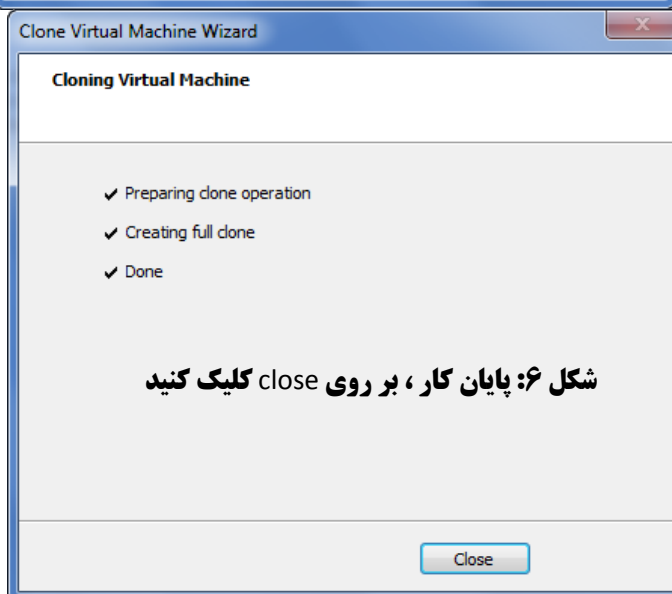 Clone Virtual Machine Wizard
Cloning Virtual Machine
✔ Preparing clone operation
✔ Creating full clone
✔ Done
شکل ۶: پایان کار ، بر روی close کلیک کنید
Close